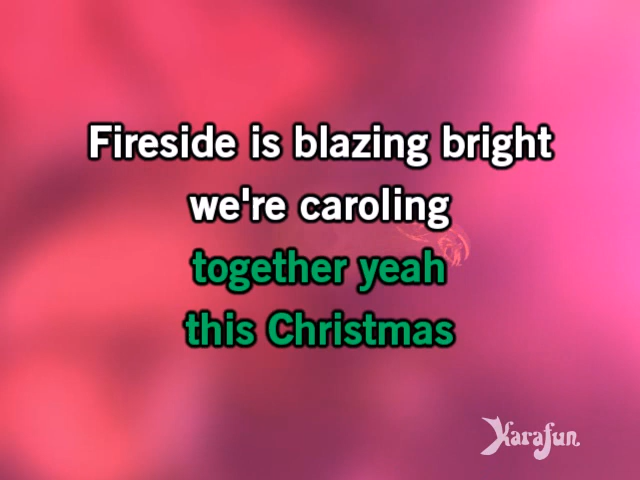 Fireside is blazing bright
we're caroling
together yeah
this Christmas
Karafun